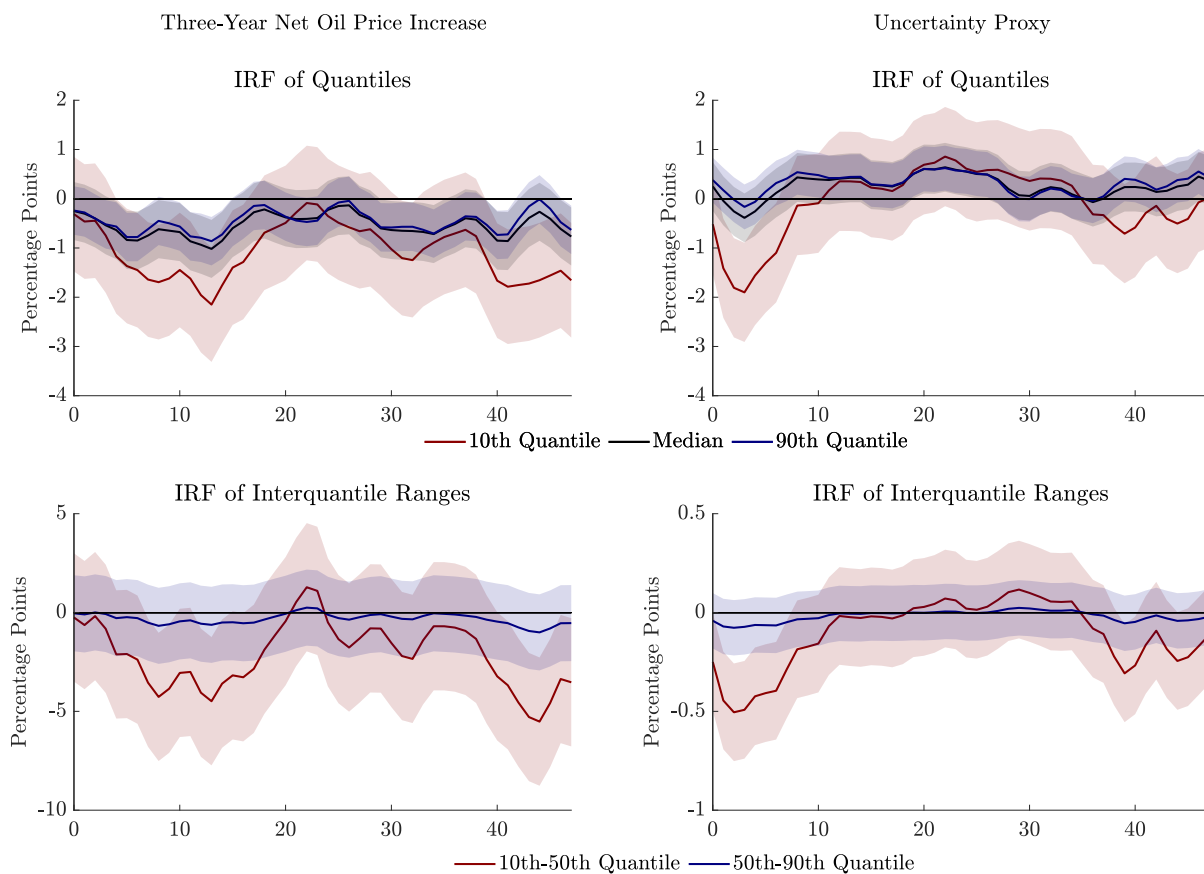 Three-Year Net Oil Price Increase
Uncertainty Proxy
IRF of Quantiles
IRF of Quantiles
Percentage Points
2
1
0
-1
-2
-3
-4
0 10 20 30 40
Percentage Points
2
1
0
-1
-2
-3
-4
0 10 20 30 40
10th Quantile Median 90th Quantile
IRF of Interquantile Ranges
IRF of Interquantile Ranges
Percentage Points
5
0
-5
-10
0 10 20 30 40
Percentage Points
0.5
0
-0.5
-1
0 10 20 30 40
10th-50th Quantile 50th-90th Quantile